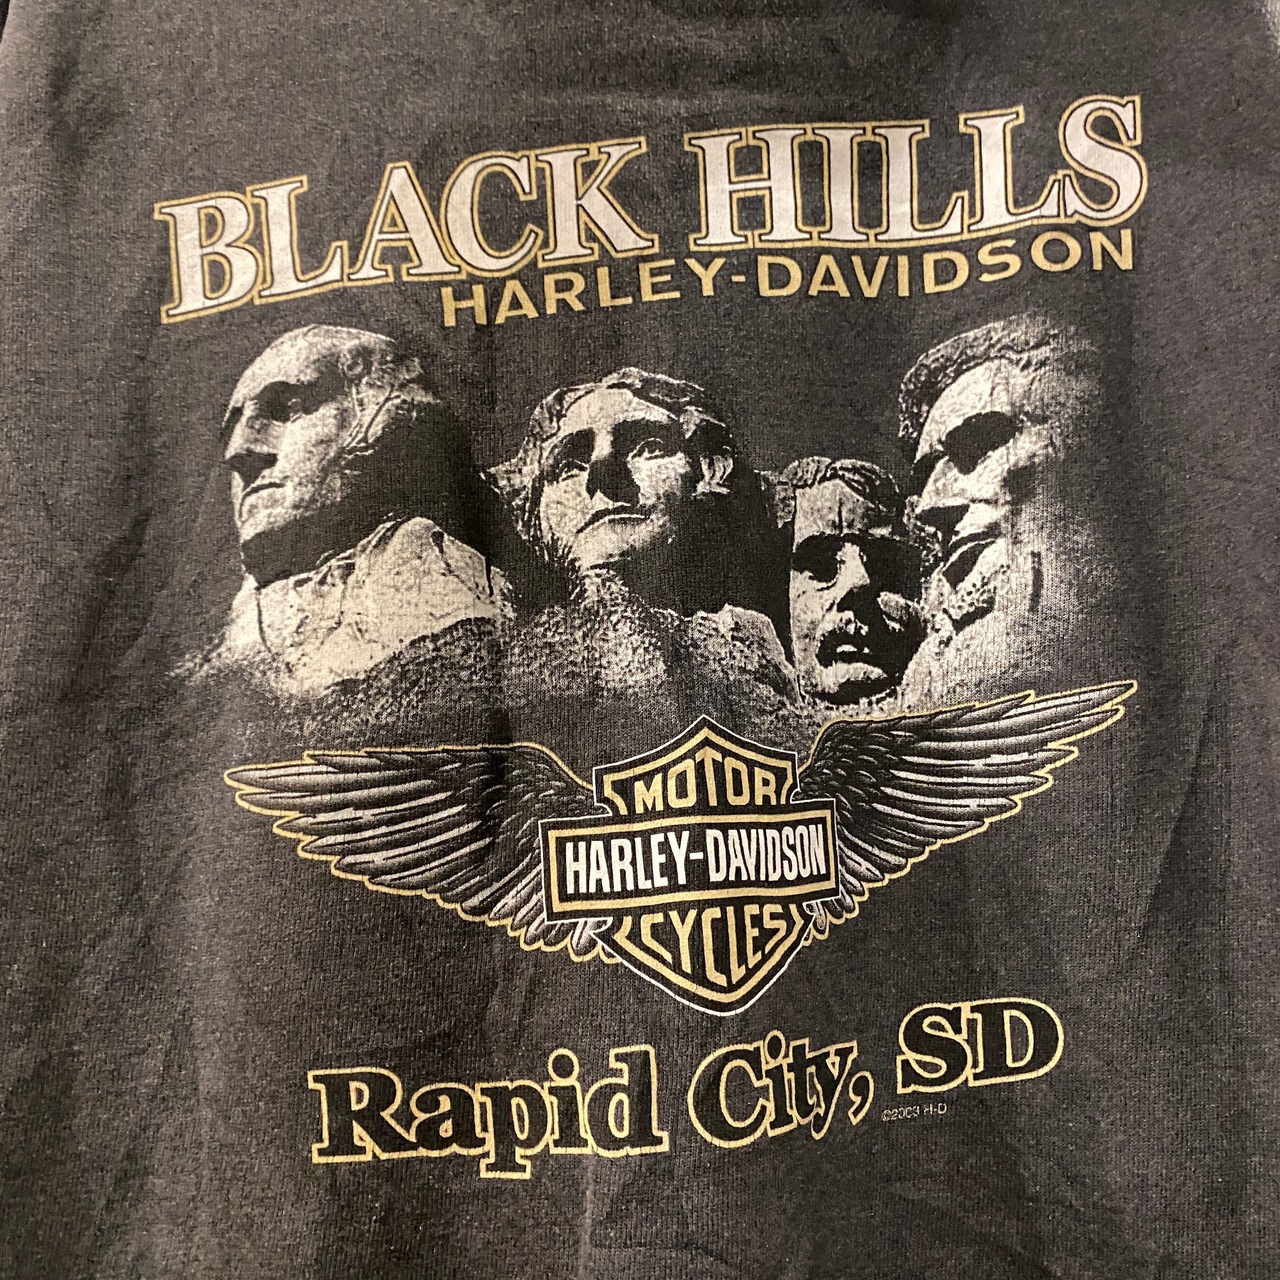 BLACK HILLS
HARLEY-DAVIDSON
MOTOR
HARLEY-DAVIDSON
CYCLES
Rapid City, SD
©2003 H-D